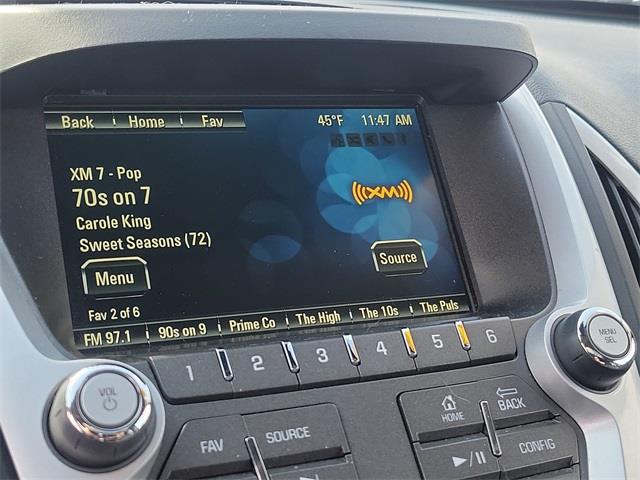 Back Home Fav 45°F 11:47 AM
XM 7 - Pop
70s on 7
((((XM))))
Carole King
Sweet Seasons (72)
Menu
Source
Fav 2 of 6
FM 97.1 90s on 9 Prime Co The High The 10s The Puls
1 2 3 4 5 6
VOL
MENU
SEL
FAV SOURCE
HOME BACK
CONFIG